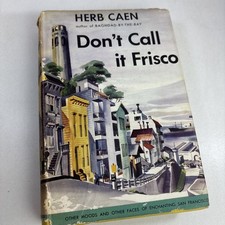 HERB CAEN
author of BAGHDAD-BY-THE-BAY
Don't Call
it Frisco
OTHER MOODS AND OTHER FACES OF ENCHANTING SAN FRANCISCO